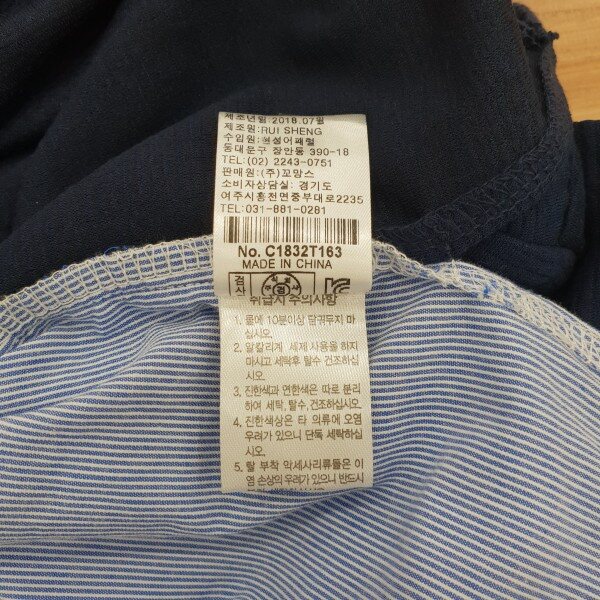 제조년월:2018.07월
제조원:RUI SHENG
수입원:현성어패럴
동대문구 장안동 390-18
TEL:(02) 2243-0751
판매원:(주)꼬망스
소비자상담실: 경기도
여주시흥천면중부대로2235
TEL:031-881-0281
No. C1832T163
MADE IN CHINA
검사
취급시 주의사항
1. 물에 10분이상 담궈두지 마
십시오.
2. 알칼리계 세제 사용을 하지
마시고 세탁후 탈수 건조하십
시오.
3. 진한색과 연한색은 따로 분리
하여 세탁, 탈수, 건조하십시오.
4. 진한색상은 타 의류에 오염
우려가 있으니 단독 세탁하십
시오.
5. 탈 부착 악세사리류들은 이
염 손상의 우려가 있으니 반드시